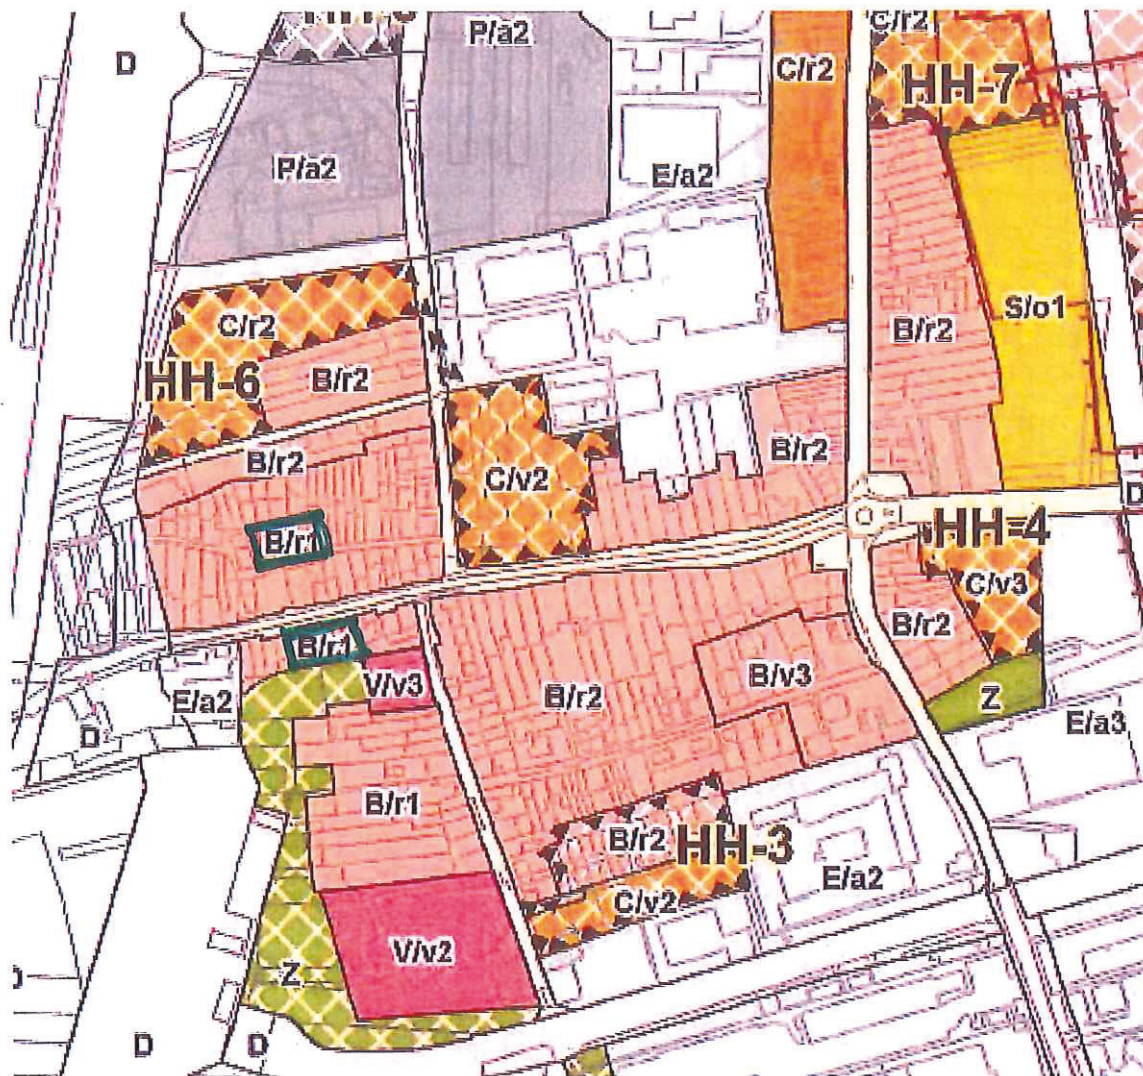 C/r2
P/a2
D
C/r2
HH-7
P/a2
E/a2
C/r2
B/r2
S/o1
HH-6
B/r2
B/r2
C/v2
B/r2
D
B/r1
HH-4
C/v3
B/r1
B/r2
V/v3
B/v3
E/a2
B/r2
Z
D
E/a3
B/r1
B/r2
HH-3
E/a2
C/v2
V/v2
Z
D
D